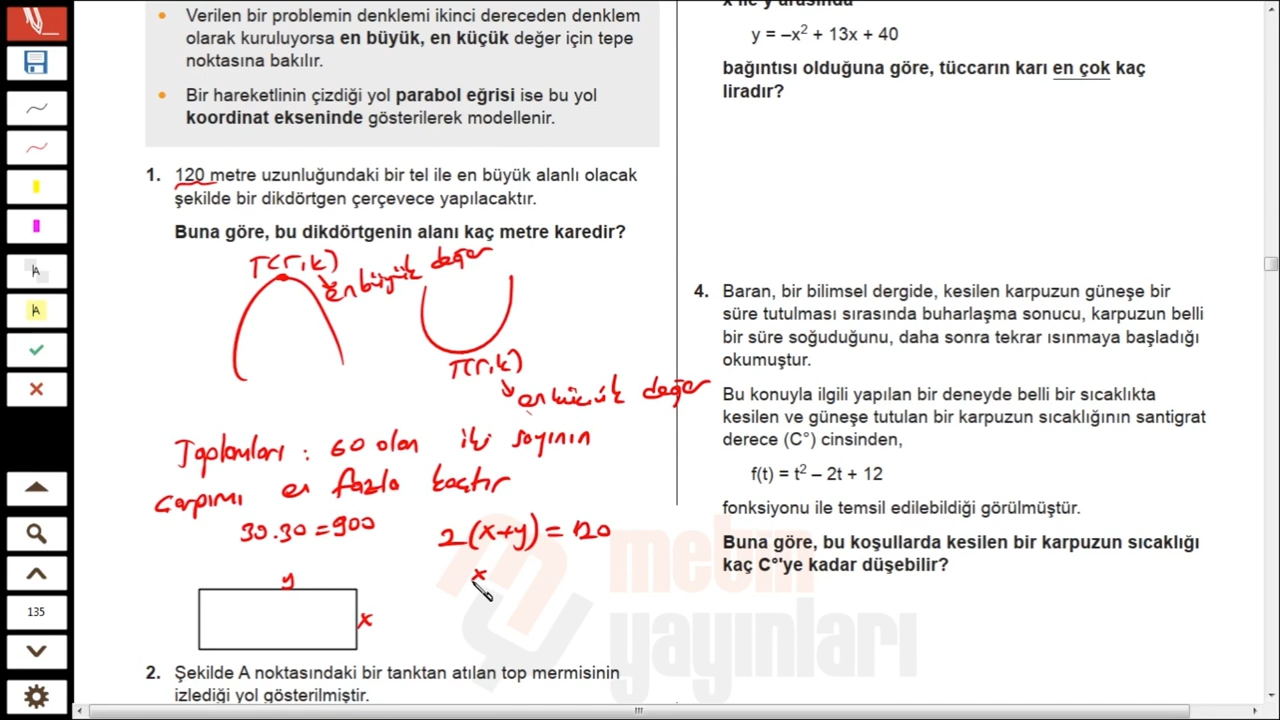 • Verilen bir problemin denklemi ikinci dereceden denklem
olarak kuruluyorsa en büyük, en küçük değer için tepe
noktasına bakılır.
• Bir hareketlinin çizdiği yol parabol eğrisi ise bu yol
koordinat ekseninde gösterilerek modellenir.
1. 120 metre uzunluğundaki bir tel ile en büyük alanlı olacak
şekilde bir dikdörtgen çerçevece yapılacaktır.
Buna göre, bu dikdörtgenin alanı kaç metre karedir?
T(r,k)
en büyük değer
T(r,k)
en küçük değer
Toplamları : 60 olan iki sayının
çarpımı en fazla kaçtır
30.30=900
2(x+y)=120
x
y
x
2. Şekilde A noktasındaki bir tanktan atılan top mermisinin
izlediği yol gösterilmiştir.
x ile y arasında
y = –x² + 13x + 40
bağıntısı olduğuna göre, tüccarın karı en çok kaç
liradır?
4. Baran, bir bilimsel dergide, kesilen karpuzun güneşe bir
süre tutulması sırasında buharlaşma sonucu, karpuzun belli
bir süre soğuduğunu, daha sonra tekrar ısınmaya başladığı
okumuştur.
Bu konuyla ilgili yapılan bir deneyde belli bir sıcaklıkta
kesilen ve güneşe tutulan bir karpuzun sıcaklığının santigrat
derece (C°) cinsinden,
f(t) = t² – 2t + 12
fonksiyonu ile temsil edilebildiği görülmüştür.
Buna göre, bu koşullarda kesilen bir karpuzun sıcaklığı
kaç C°'ye kadar düşebilir?
metin
yayınları
A
A
135